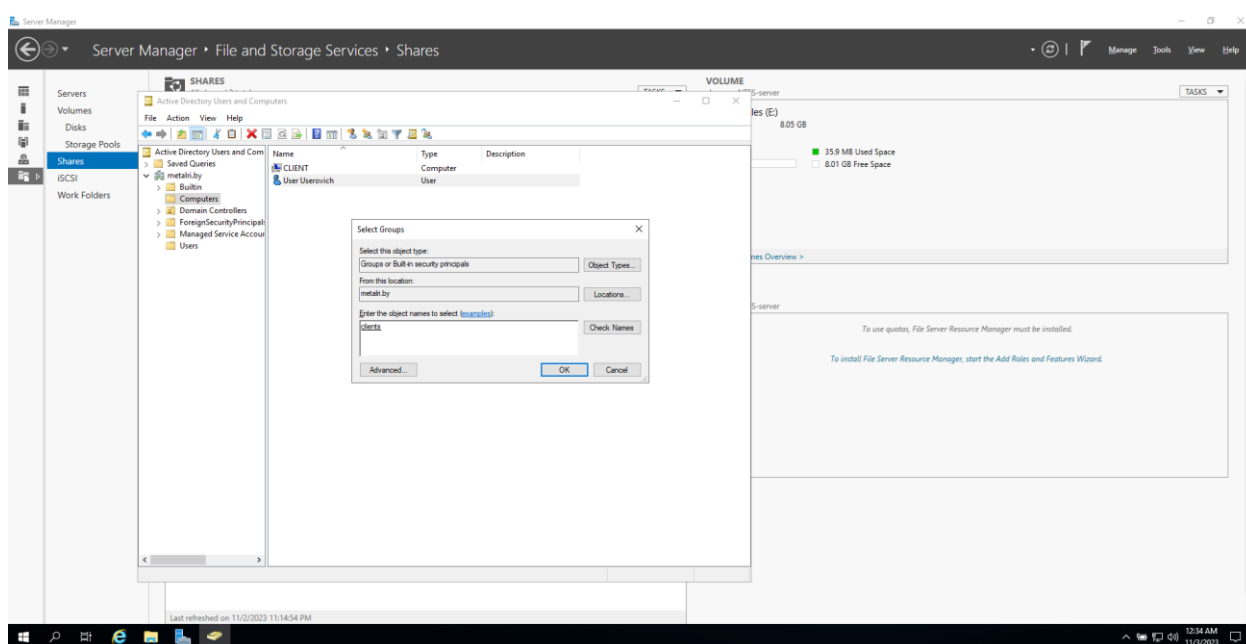 Server Manager
Server Manager • File and Storage Services • Shares
Manage Tools View Help
Servers
Volumes
Disks
Storage Pools
Shares
iSCSI
Work Folders
SHARES
TASKS
Active Directory Users and Computers
File Action View Help
Active Directory Users and Com
Saved Queries
Builtin
Computers
Domain Controllers
ForeignSecurityPrincipals
Managed Service Accour
Users
Name Type Description
CLIENT Computer
User Userovich User
Select Groups
Select this object type:
Groups or Built-in security principals
Object Types...
From this location:
Locations...
Enter the object names to select (examples):
clients
Check Names
Advanced...
OK
Cancel
VOLUME
S-server
TASKS
les (E:)
8.05 GB
35.9 MB Used Space
8.01 GB Free Space
nes Overview >
S-server
To use quotas, File Server Resource Manager must be installed.
To install File Server Resource Manager, start the Add Roles and Features Wizard.
Last refreshed on 11/2/2023 11:14:54 PM
12:34 AM
11/3/2023